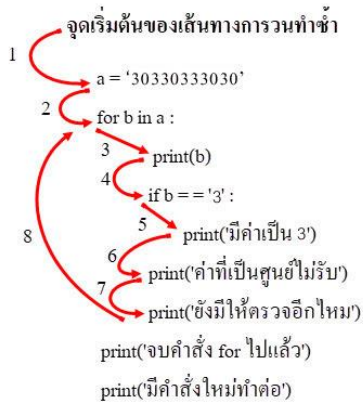 จุดเริ่มต้นของเส้นทางการวนทำซ้ำ
1
a = ‘30330333030’
2
for b in a :
3
print(b)
4
if b = = '3' :
5
print('มีค่าเป็น 3')
8
6
print('ค่าที่เป็นศูนย์ไม่รับ')
7
print('ยังมีให้ตรวจอีกไหม')
print('จบคำสั่ง for ไปแล้ว')
print('มีคำสั่งใหม่ทำต่อ')